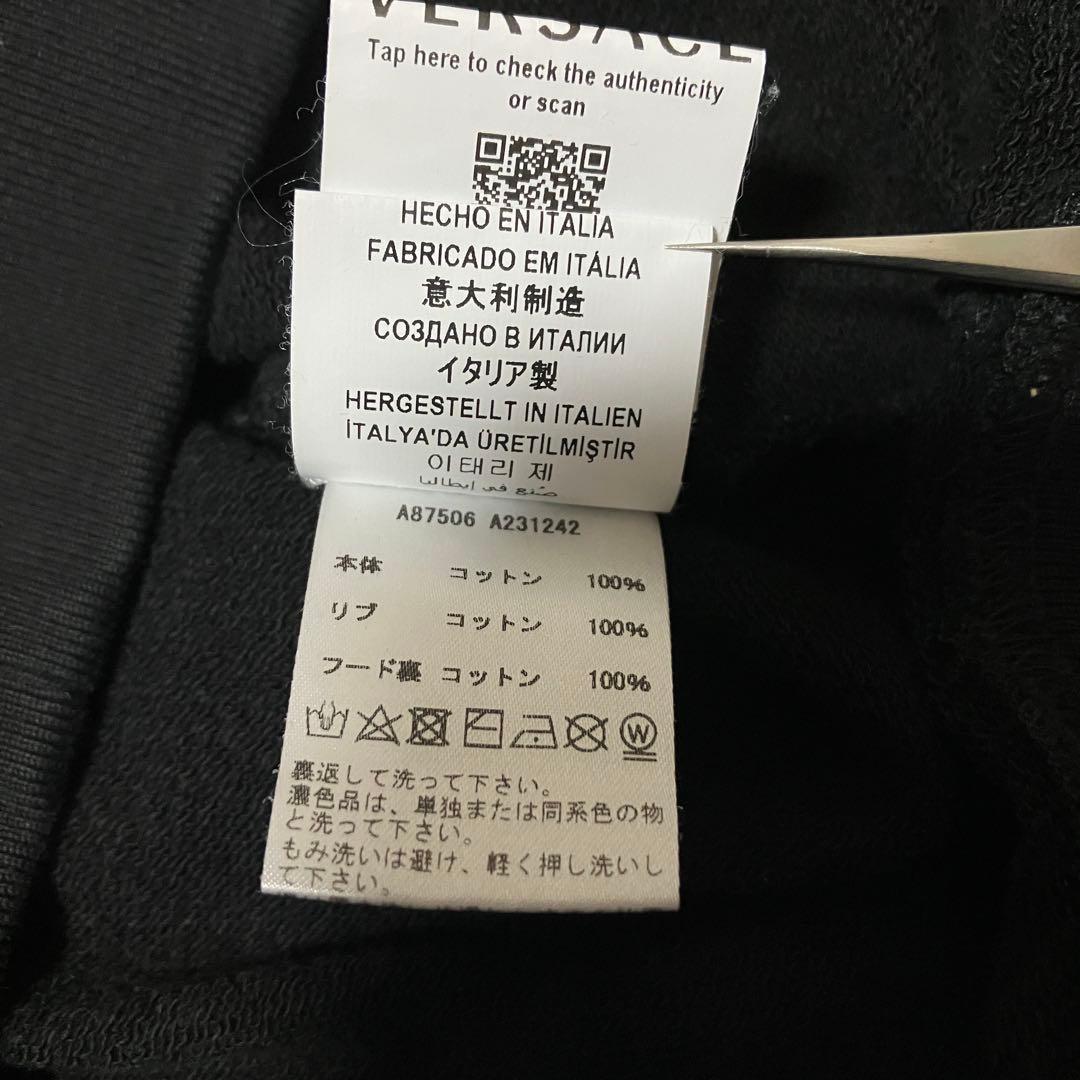 VERSACE
Tap here to check the authenticity
or scan
HECHO EN ITALIA
FABRICADO EM ITÁLIA
意大利制造
СОЗДАНО В ИТАЛИИ
イタリア製
HERGESTELLT IN ITALIEN
İTALYA'DA ÜRETİLMİŞTİR
이태리 제
صُنع في إيطاليا
A87506 A231242
本体 コットン 100%
リブ コットン 100%
フード裏 コットン 100%
W
裏返して洗って下さい。
濃色品は、単独または同系色の物
と洗って下さい。
もみ洗いは避け、軽く押し洗いし
て下さい。